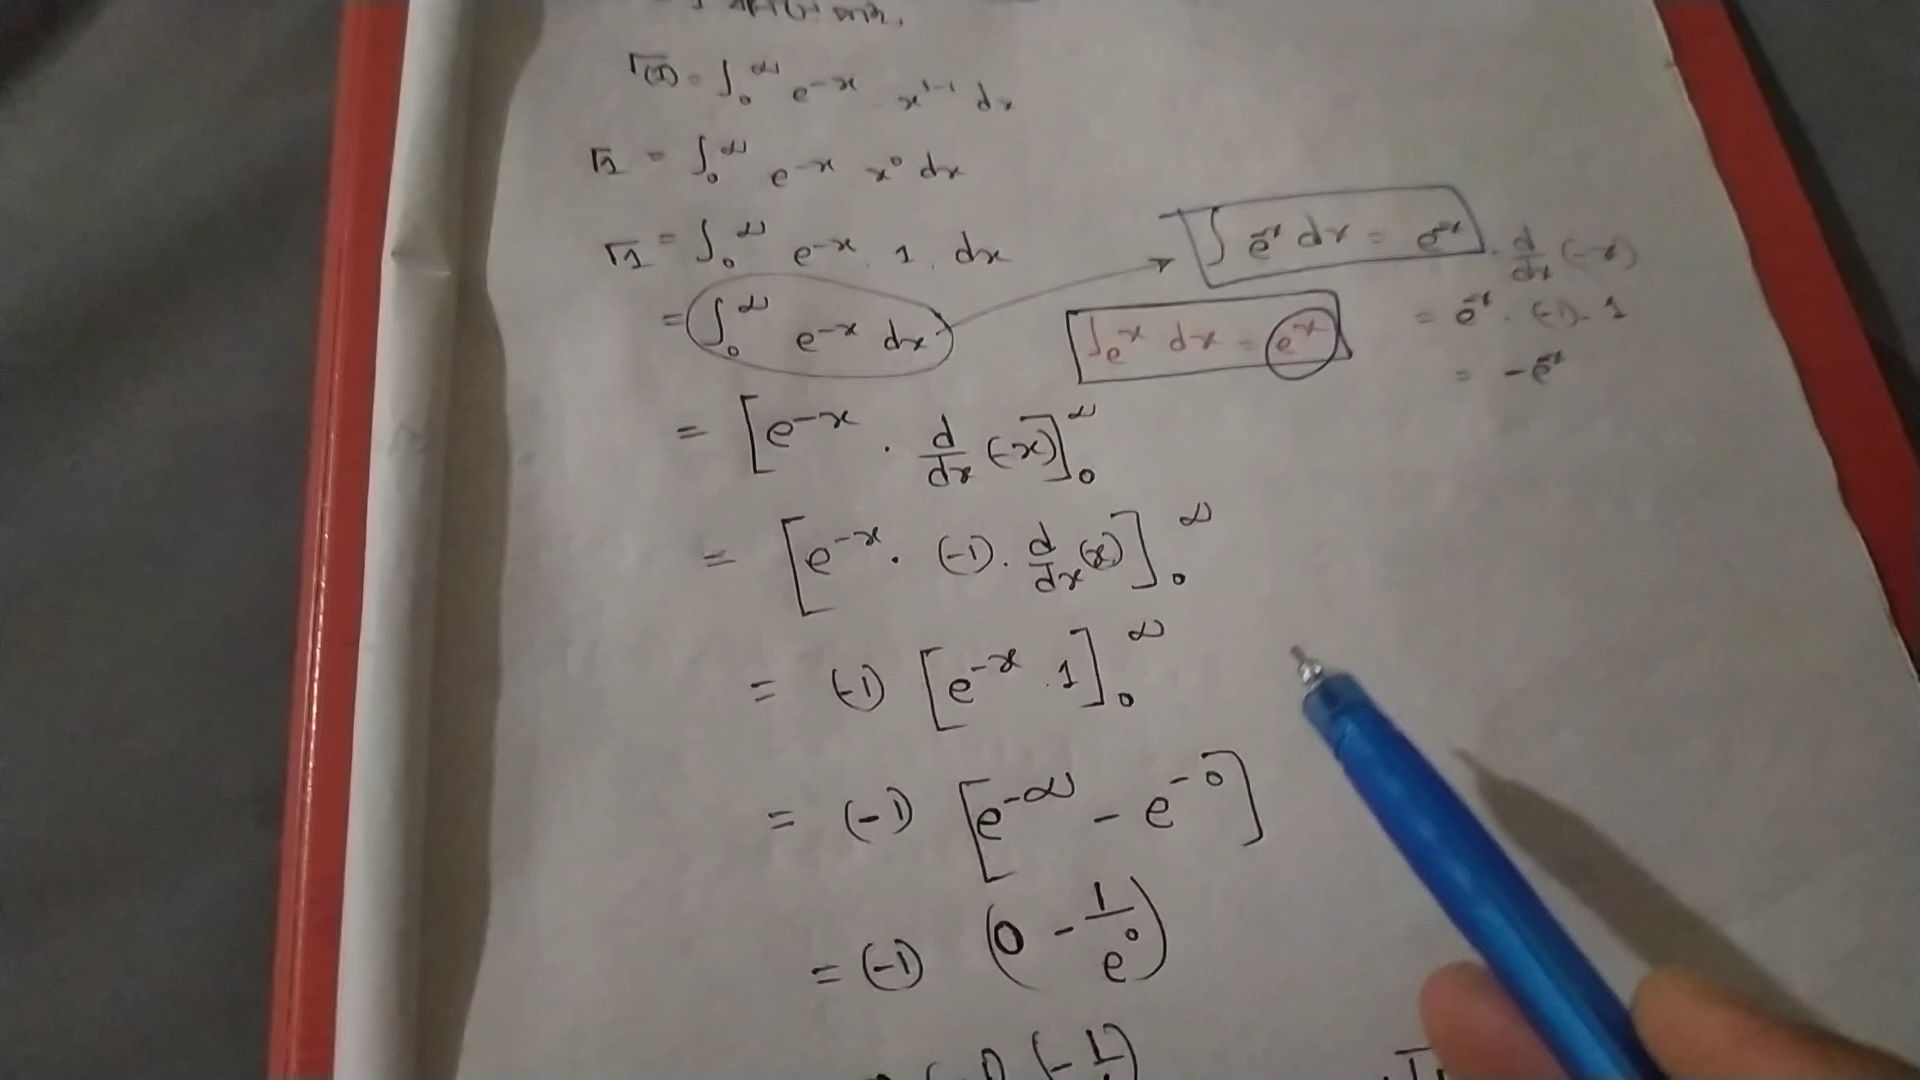 Γ(1) = ∫₀^∞ e^{-x} x^{1-1} dx
Γ1 = ∫₀^∞ e^{-x} x⁰ dx
Γ1 = ∫₀^∞ e^{-x} . 1 . dx
∫ e^{-x} dx = e^{-x} . d/dx (-x)
= ∫₀^∞ e^{-x} dx
∫ e^x dx = e^x
= e^{-x} . (-1) . 1
= -e^{-x}
= [e^{-x} . d/dx (-x)]₀^∞
= [e^{-x} . (-1) . d/dx (x)]₀^∞
= (-1) [e^{-x} . 1]₀^∞
= (-1) [e^{-∞} - e^{-0}]
= (-1) (0 - 1/e⁰)